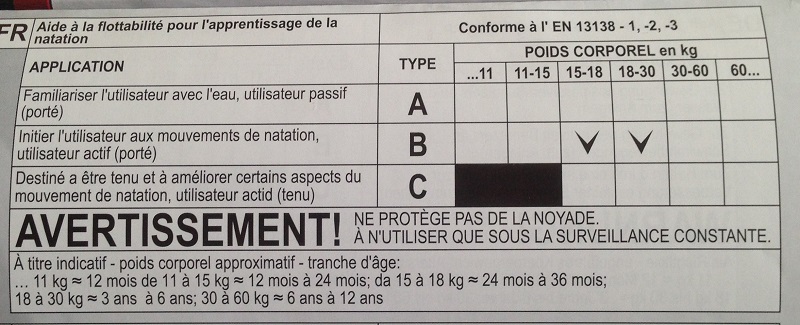 FR Aide à la flottabilité pour l'apprentissage de la natation
Conforme à l' EN 13138 - 1, -2, -3
APPLICATION
TYPE
POIDS CORPOREL en kg
...11 11-15 15-18 18-30 30-60 60...
Familiariser l'utilisateur avec l'eau, utilisateur passif
(porté)
A
Initier l'utilisateur aux mouvements de natation,
utilisateur actif (porté)
B
Destiné a être tenu et à améliorer certains aspects du
mouvement de natation, utilisateur actid (tenu)
C
AVERTISSEMENT!
NE PROTÈGE PAS DE LA NOYADE.
À N'UTILISER QUE SOUS LA SURVEILLANCE CONSTANTE.
À titre indicatif - poids corporel approximatif - tranche d'âge:
... 11 kg ≈ 12 mois de 11 à 15 kg ≈ 12 mois à 24 mois; da 15 à 18 kg ≈ 24 mois à 36 mois;
18 à 30 kg ≈ 3 ans à 6 ans; 30 à 60 kg ≈ 6 ans à 12 ans